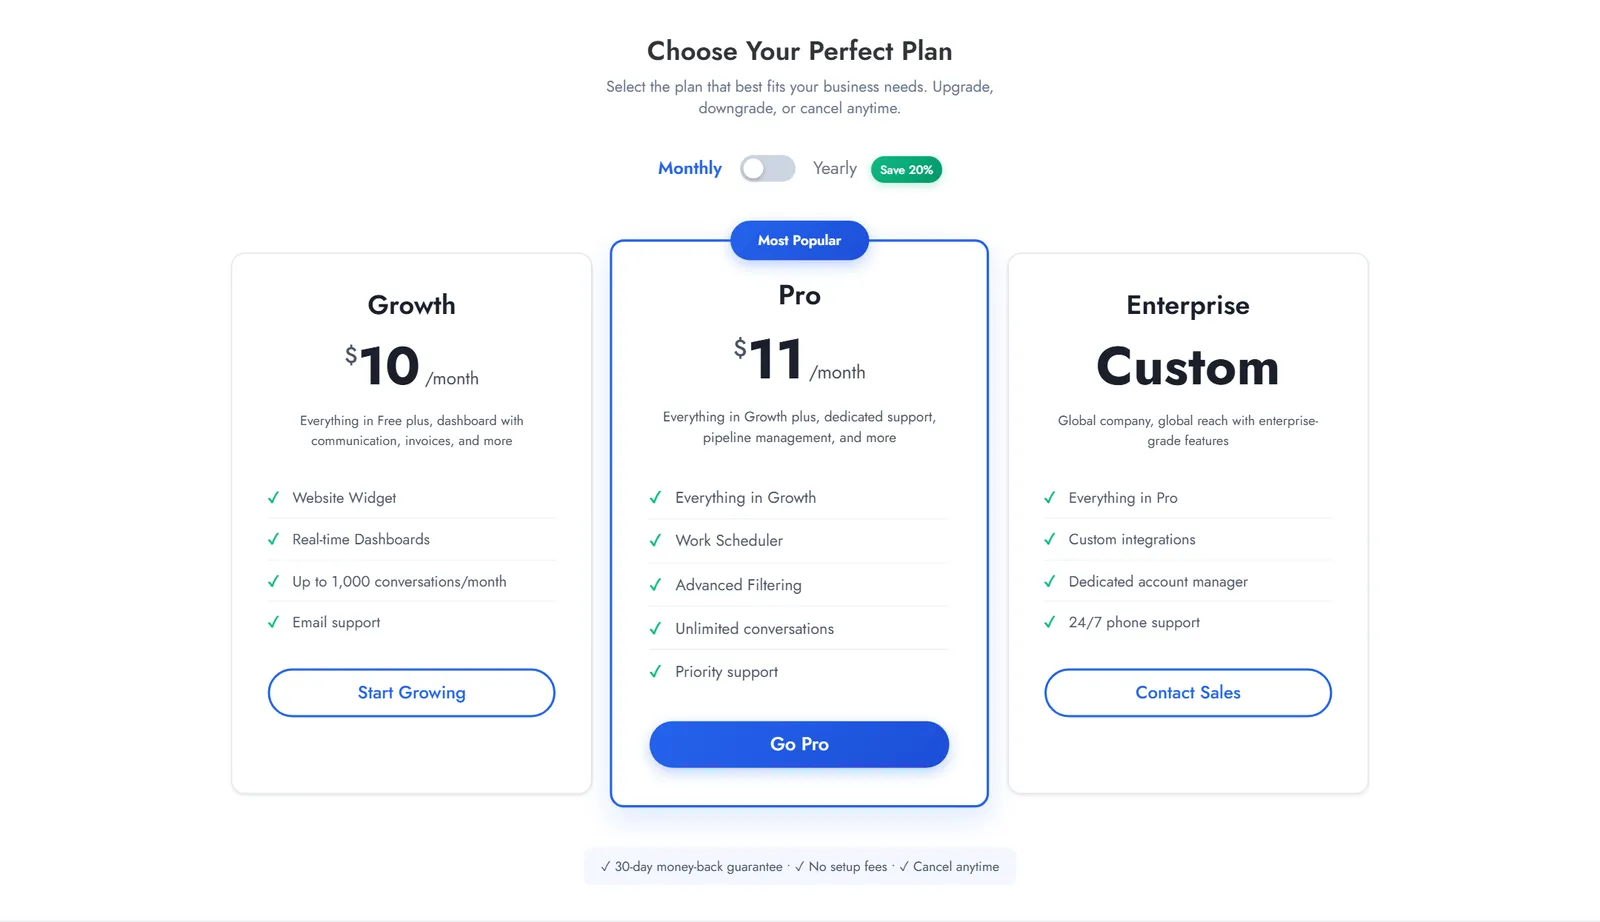 Choose Your Perfect Plan
Select the plan that best fits your business needs. Upgrade,
downgrade, or cancel anytime.
Monthly
Yearly
Save 20%
Growth
$10 /month
Everything in Free plus, dashboard with
communication, invoices, and more
✓ Website Widget
✓ Real-time Dashboards
✓ Up to 1,000 conversations/month
✓ Email support
Start Growing
Most Popular
Pro
$11 /month
Everything in Growth plus, dedicated support,
pipeline management, and more
✓ Everything in Growth
✓ Work Scheduler
✓ Advanced Filtering
✓ Unlimited conversations
✓ Priority support
Go Pro
Enterprise
Custom
Global company, global reach with enterprise-
grade features
✓ Everything in Pro
✓ Custom integrations
✓ Dedicated account manager
✓ 24/7 phone support
Contact Sales
✓ 30-day money-back guarantee · ✓ No setup fees · ✓ Cancel anytime